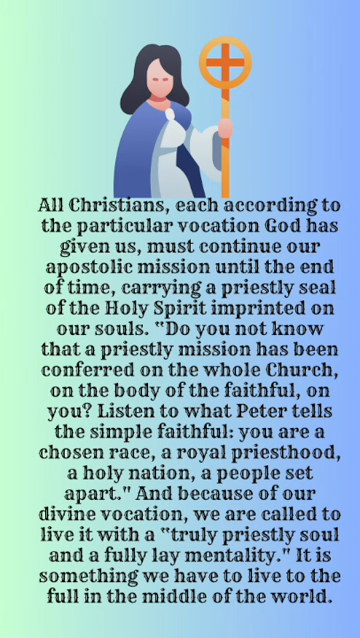 All Christians, each according to
the particular vocation God has
given us, must continue our
apostolic mission until the end
of time, carrying a priestly seal
of the Holy Spirit imprinted on
our souls. "Do you not know
that a priestly mission has been
conferred on the whole Church,
on the body of the faithful, on
you? Listen to what Peter tells
the simple faithful: you are a
chosen race, a royal priesthood,
a holy nation, a people set
apart." And because of our
divine vocation, we are called to
live it with a "truly priestly soul
and a fully lay mentality." It is
something we have to live to the
full in the middle of the world.